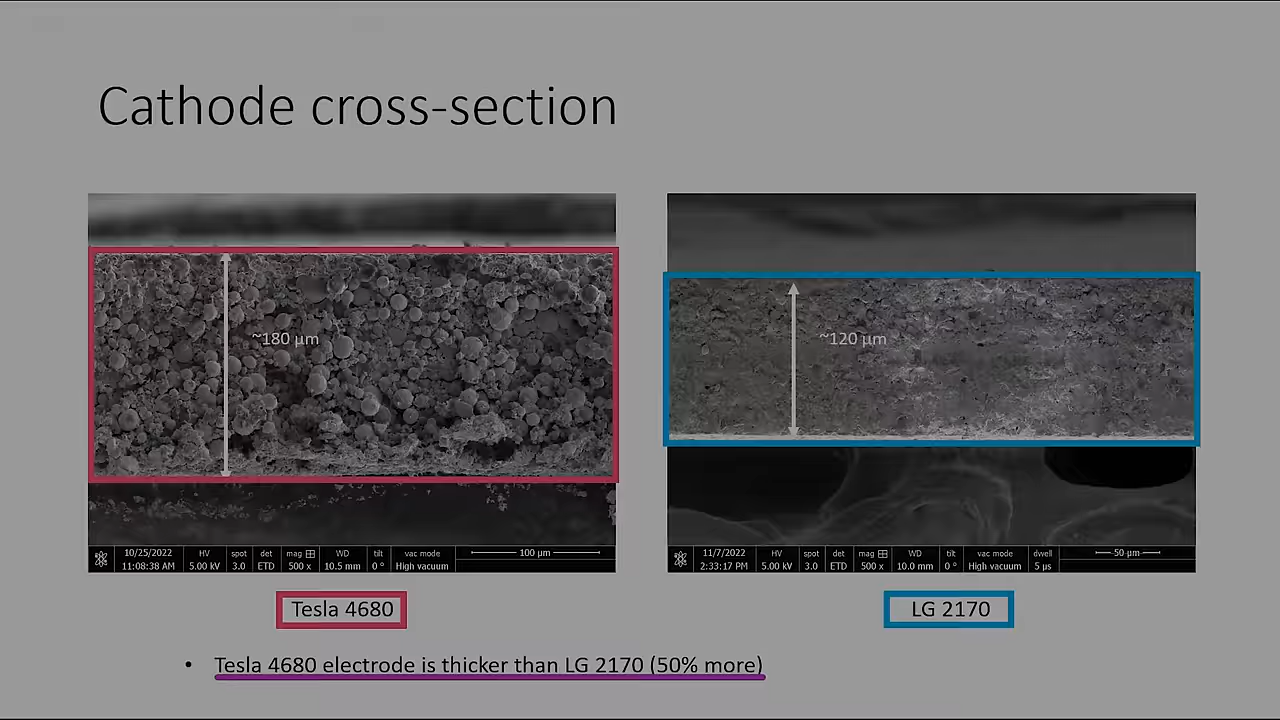 Cathode cross-section
~180 μm
10/25/2022 HV spot det mag WD tilt vac mode 100 μm
11:08:38 AM 5.00 kV 3.0 ETD 500 x 10.5 mm 0 ° High vacuum
~120 μm
11/7/2022 HV spot det mag WD tilt vac mode dwell 50 μm
2:33:17 PM 5.00 kV 3.0 ETD 500 x 10.0 mm 0 ° High vacuum 5 μs
Tesla 4680
LG 2170
• Tesla 4680 electrode is thicker than LG 2170 (50% more)